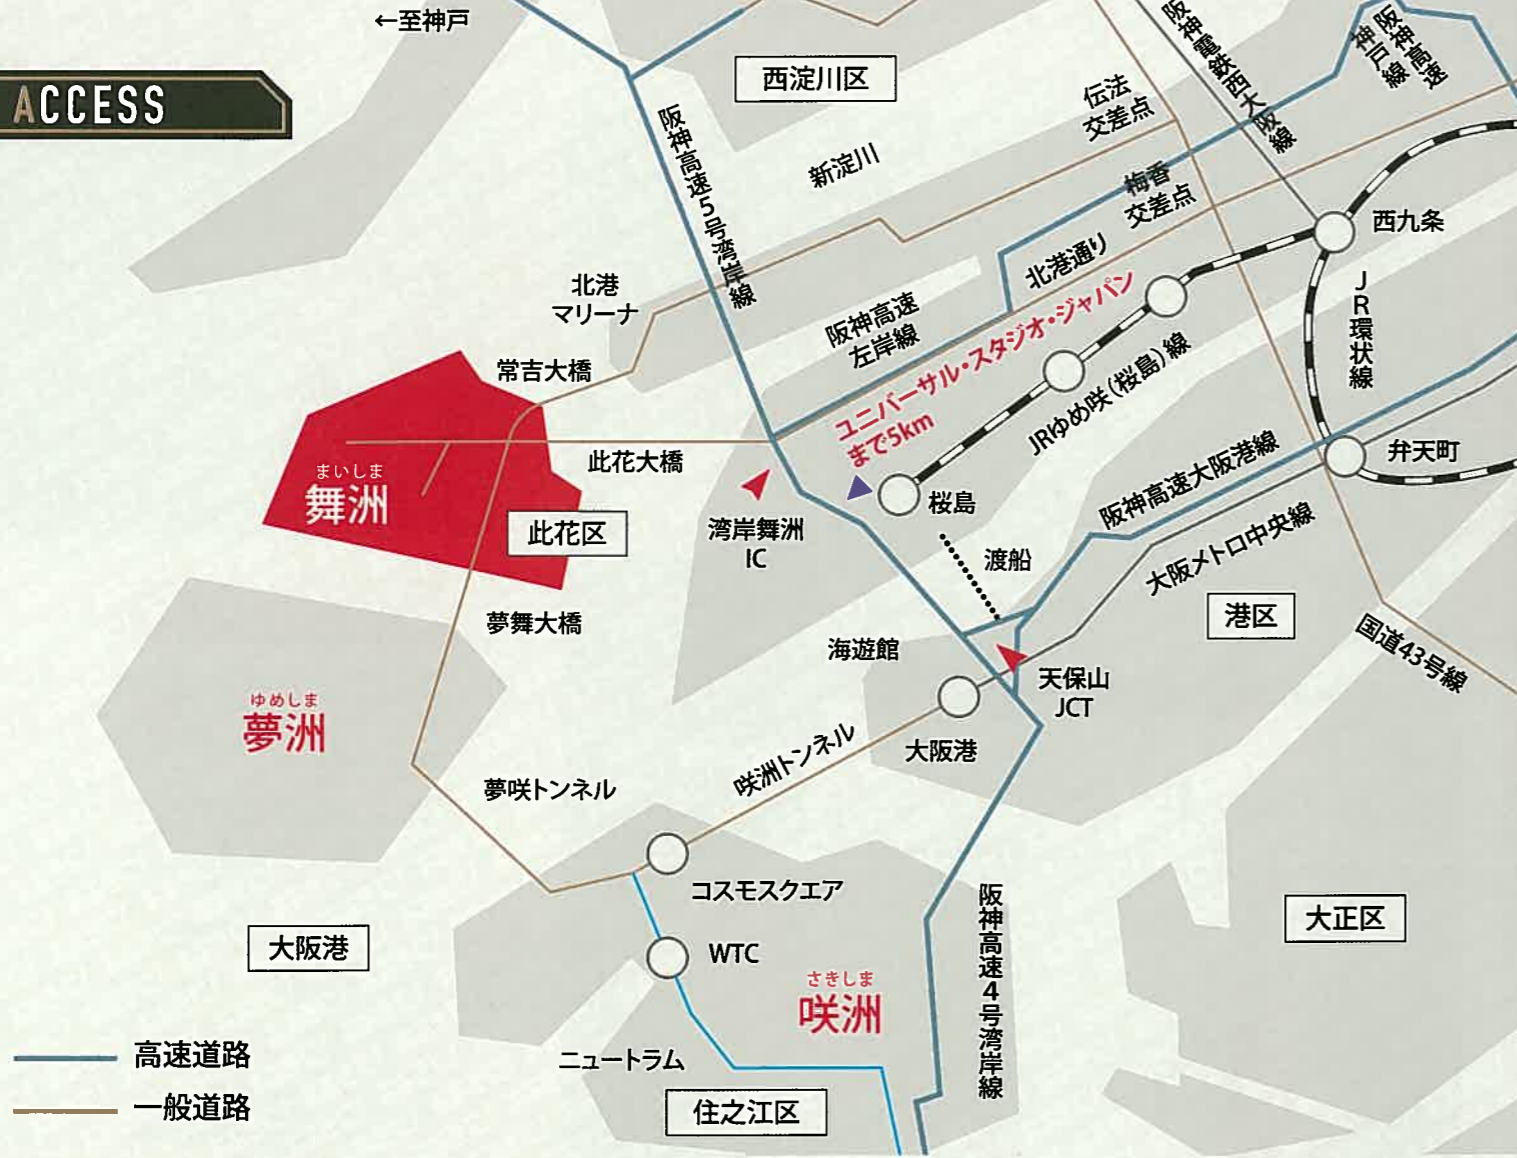 ←至神戸
ACCESS
西淀川区
阪神高速5号湾岸線
新淀川
伝法
交差点
阪神電鉄西大阪線
阪神高速
神戸線
梅香
交差点
西九条
北港通り
北港
マリーナ
阪神高速
左岸線
ユニバーサル・スタジオ・ジャパン
まで5km
JR環状線
常吉大橋
JRゆめ咲(桜島)線
此花大橋
まいしま
舞洲
此花区
湾岸舞洲
IC
桜島
弁天町
阪神高速大阪港線
大阪メトロ中央線
渡船
港区
夢舞大橋
海遊館
国道43号線
天保山
JCT
ゆめしま
夢洲
大阪港
咲洲トンネル
夢咲トンネル
コスモスクエア
WTC
阪神高速4号湾岸線
大正区
大阪港
さきしま
咲洲
ニュートラム
住之江区
高速道路
一般道路